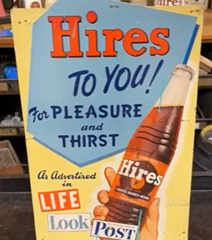 Hires
TO YOU!
For PLEASURE
and
THIRST
Hires
As Advertised
in
LIFE
Look
POST